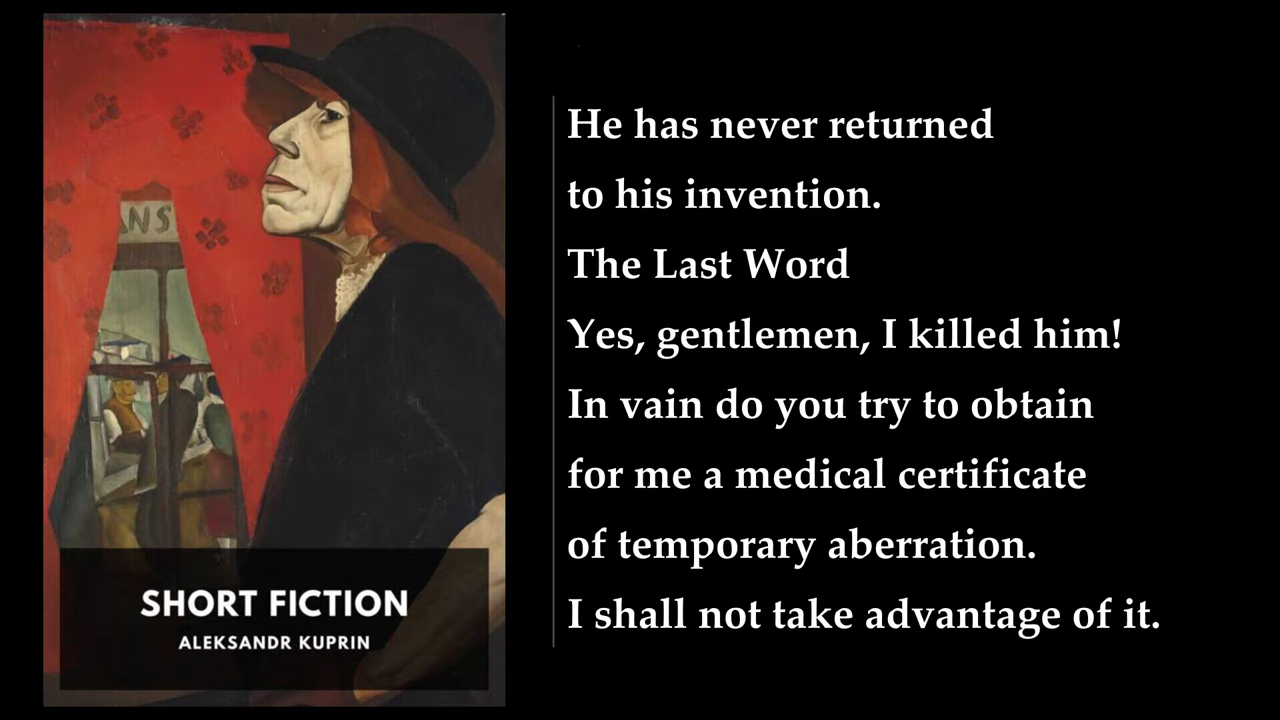 NS
SHORT FICTION
ALEKSANDR KUPRIN
He has never returned
to his invention.
The Last Word
Yes, gentlemen, I killed him!
In vain do you try to obtain
for me a medical certificate
of temporary aberration.
I shall not take advantage of it.